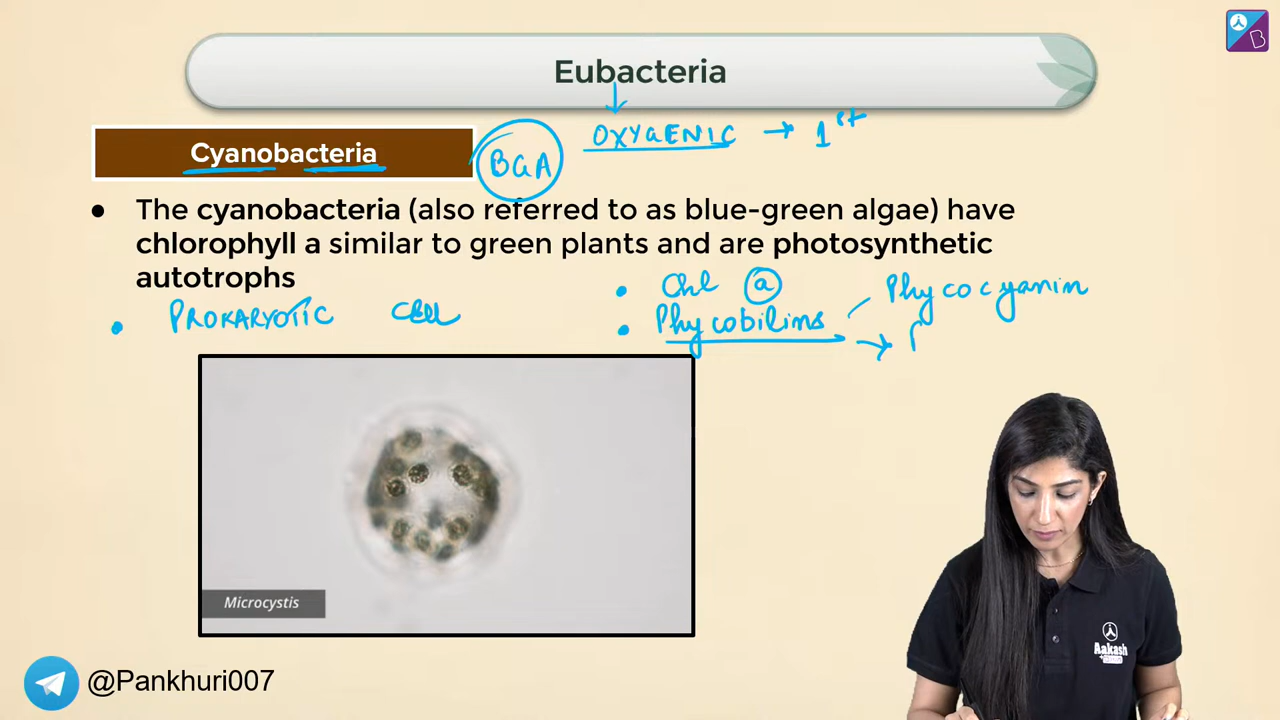 Eubacteria
OXYGENIC → 1st
Cyanobacteria
BGA
• The cyanobacteria (also referred to as blue-green algae) have
chlorophyll a similar to green plants and are photosynthetic
autotrophs
• Chl a
Phycocyanin
• PROKARYOTIC CELL
• Phycobilins →
Microcystis
@Pankhuri007
Aakash